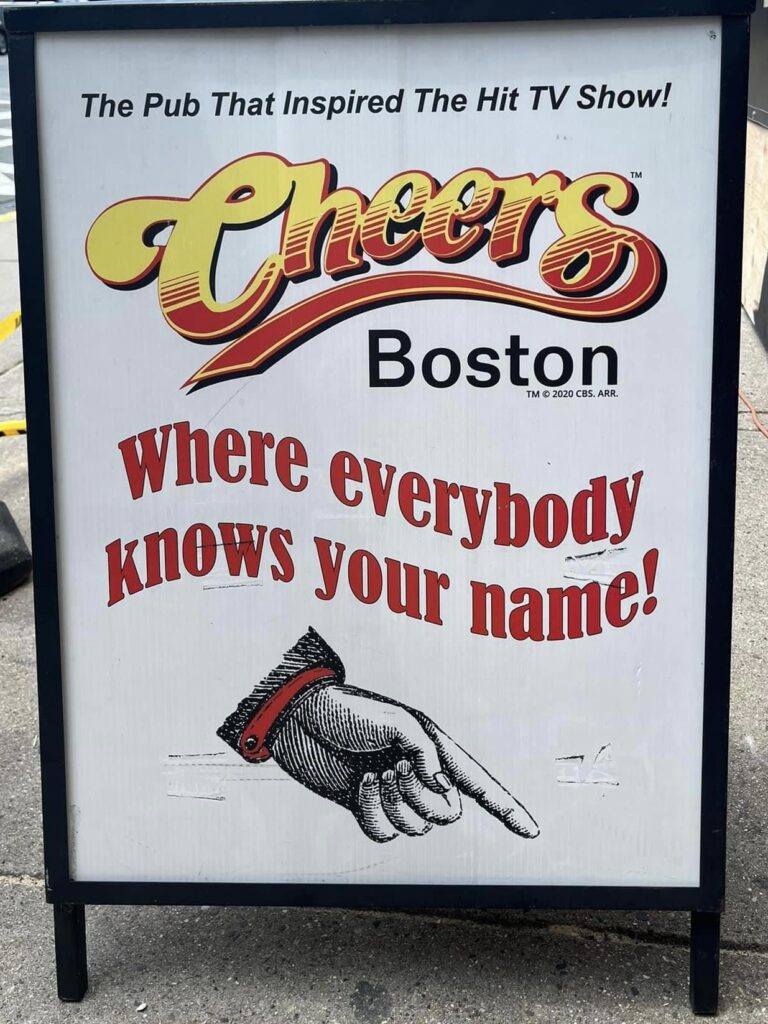 The Pub That Inspired The Hit TV Show!
Cheers™
Boston
TM © 2020 CBS. ARR.
Where everybody
knows your name!